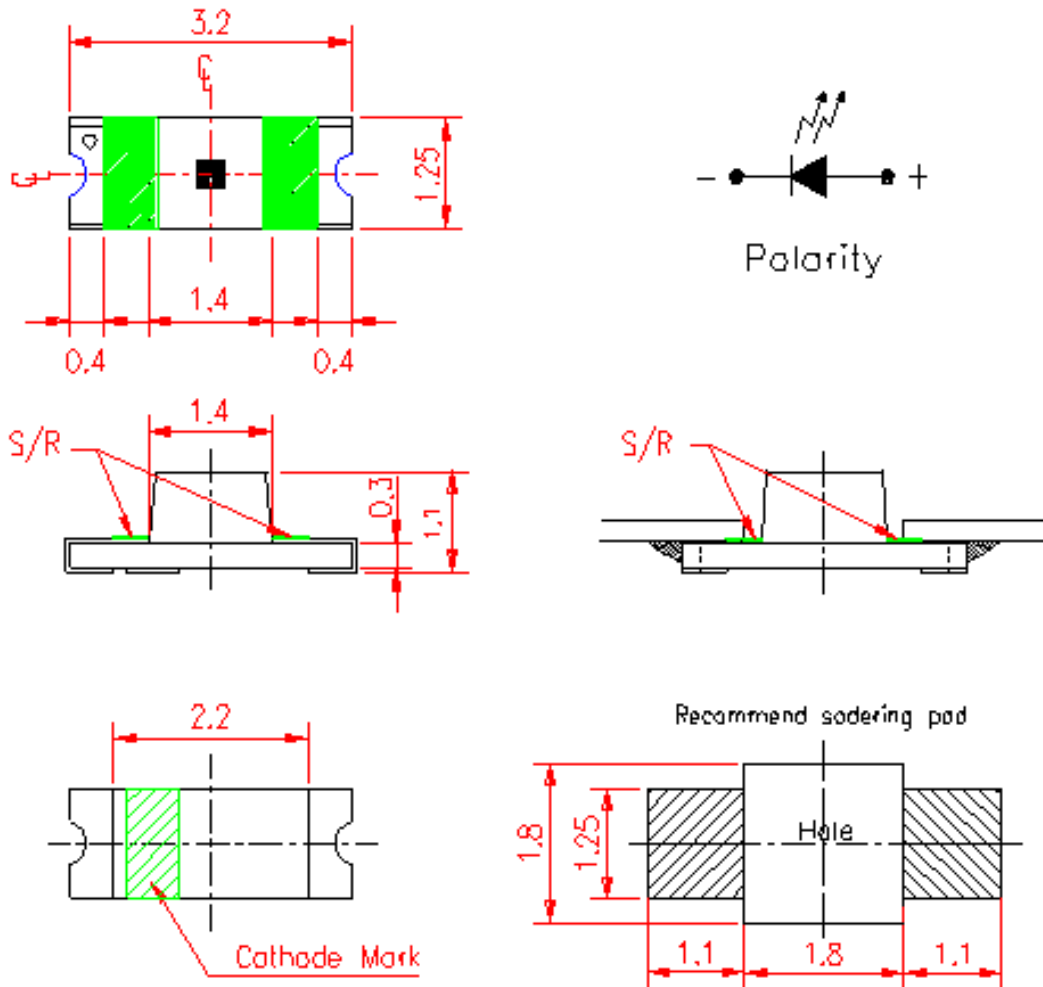 3.2
℄
℄
1.25
- +
Polarity
1.4
0.4
0.4
S/R
1.4
0.3
1.1
S/R
2.2
Cathode Mark
Recommend sodering pad
1.8
1.25
Hole
1.1
1.8
1.1